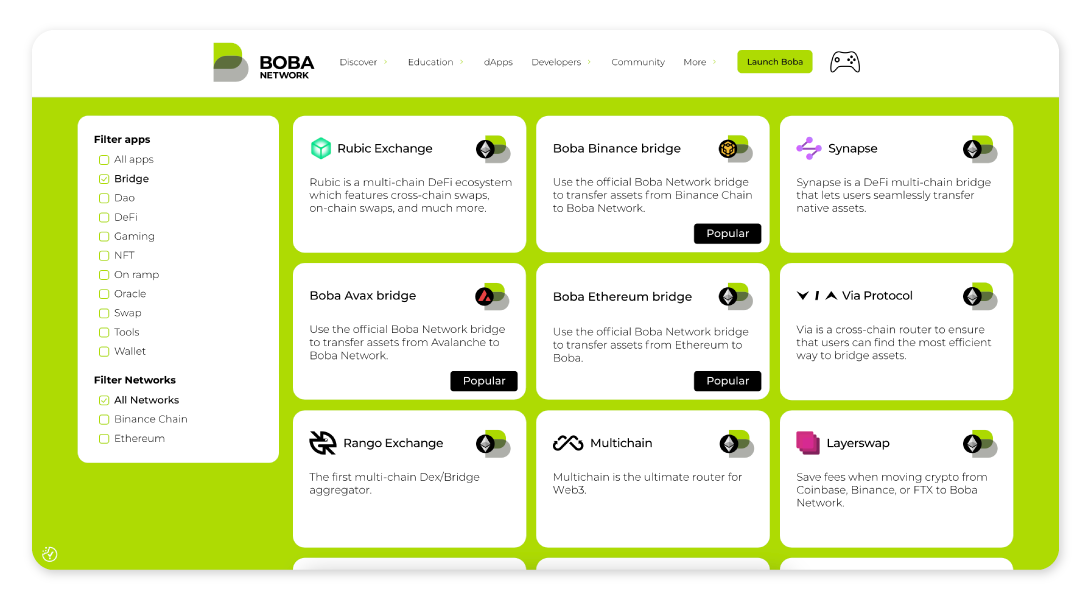 BOBA
NETWORK
Discover
Education
dApps
Developers
Community
More
Launch Boba
Filter apps
All apps
Bridge
Dao
DeFi
Gaming
NFT
On ramp
Oracle
Swap
Tools
Wallet
Filter Networks
All Networks
Binance Chain
Ethereum
Rubic Exchange
Rubic is a multi-chain DeFi ecosystem
which features cross-chain swaps,
on-chain swaps, and much more.
Boba Binance bridge
Use the official Boba Network bridge
to transfer assets from Binance Chain
to Boba Network.
Popular
Synapse
Synapse is a DeFi multi-chain bridge
that lets users seamlessly transfer
native assets.
Boba Avax bridge
Use the official Boba Network bridge
to transfer assets from Avalanche to
Boba Network.
Popular
Boba Ethereum bridge
Use the official Boba Network bridge
to transfer assets from Ethereum to
Boba.
Popular
VIA Via Protocol
Via is a cross-chain router to ensure
that users can find the most efficient
way to bridge assets.
Rango Exchange
The first multi-chain Dex/Bridge
aggregator.
Multichain
Multichain is the ultimate router for
Web3.
Layerswap
Save fees when moving crypto from
Coinbase, Binance, or FTX to Boba
Network.